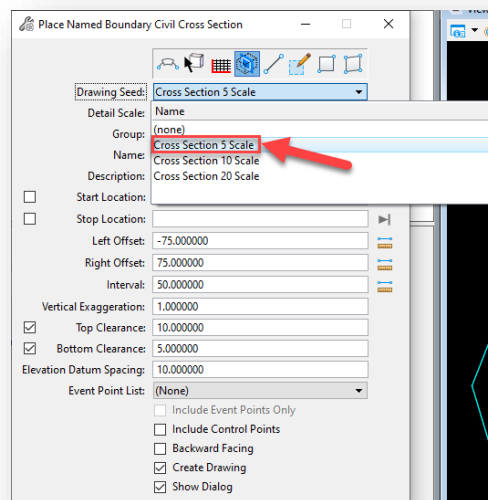 Place Named Boundary Civil Cross Section
View
Drawing Seed: Cross Section 5 Scale
Detail Scale: Name
Group: (none)
Cross Section 5 Scale
Name: Cross Section 10 Scale
Description: Cross Section 20 Scale
Start Location:
Stop Location:
Left Offset: -75.000000
Right Offset: 75.000000
Interval: 50.000000
Vertical Exaggeration: 1.000000
Top Clearance: 10.000000
Bottom Clearance: 5.000000
Elevation Datum Spacing: 10.000000
Event Point List: (None)
Include Event Points Only
Include Control Points
Backward Facing
Create Drawing
Show Dialog